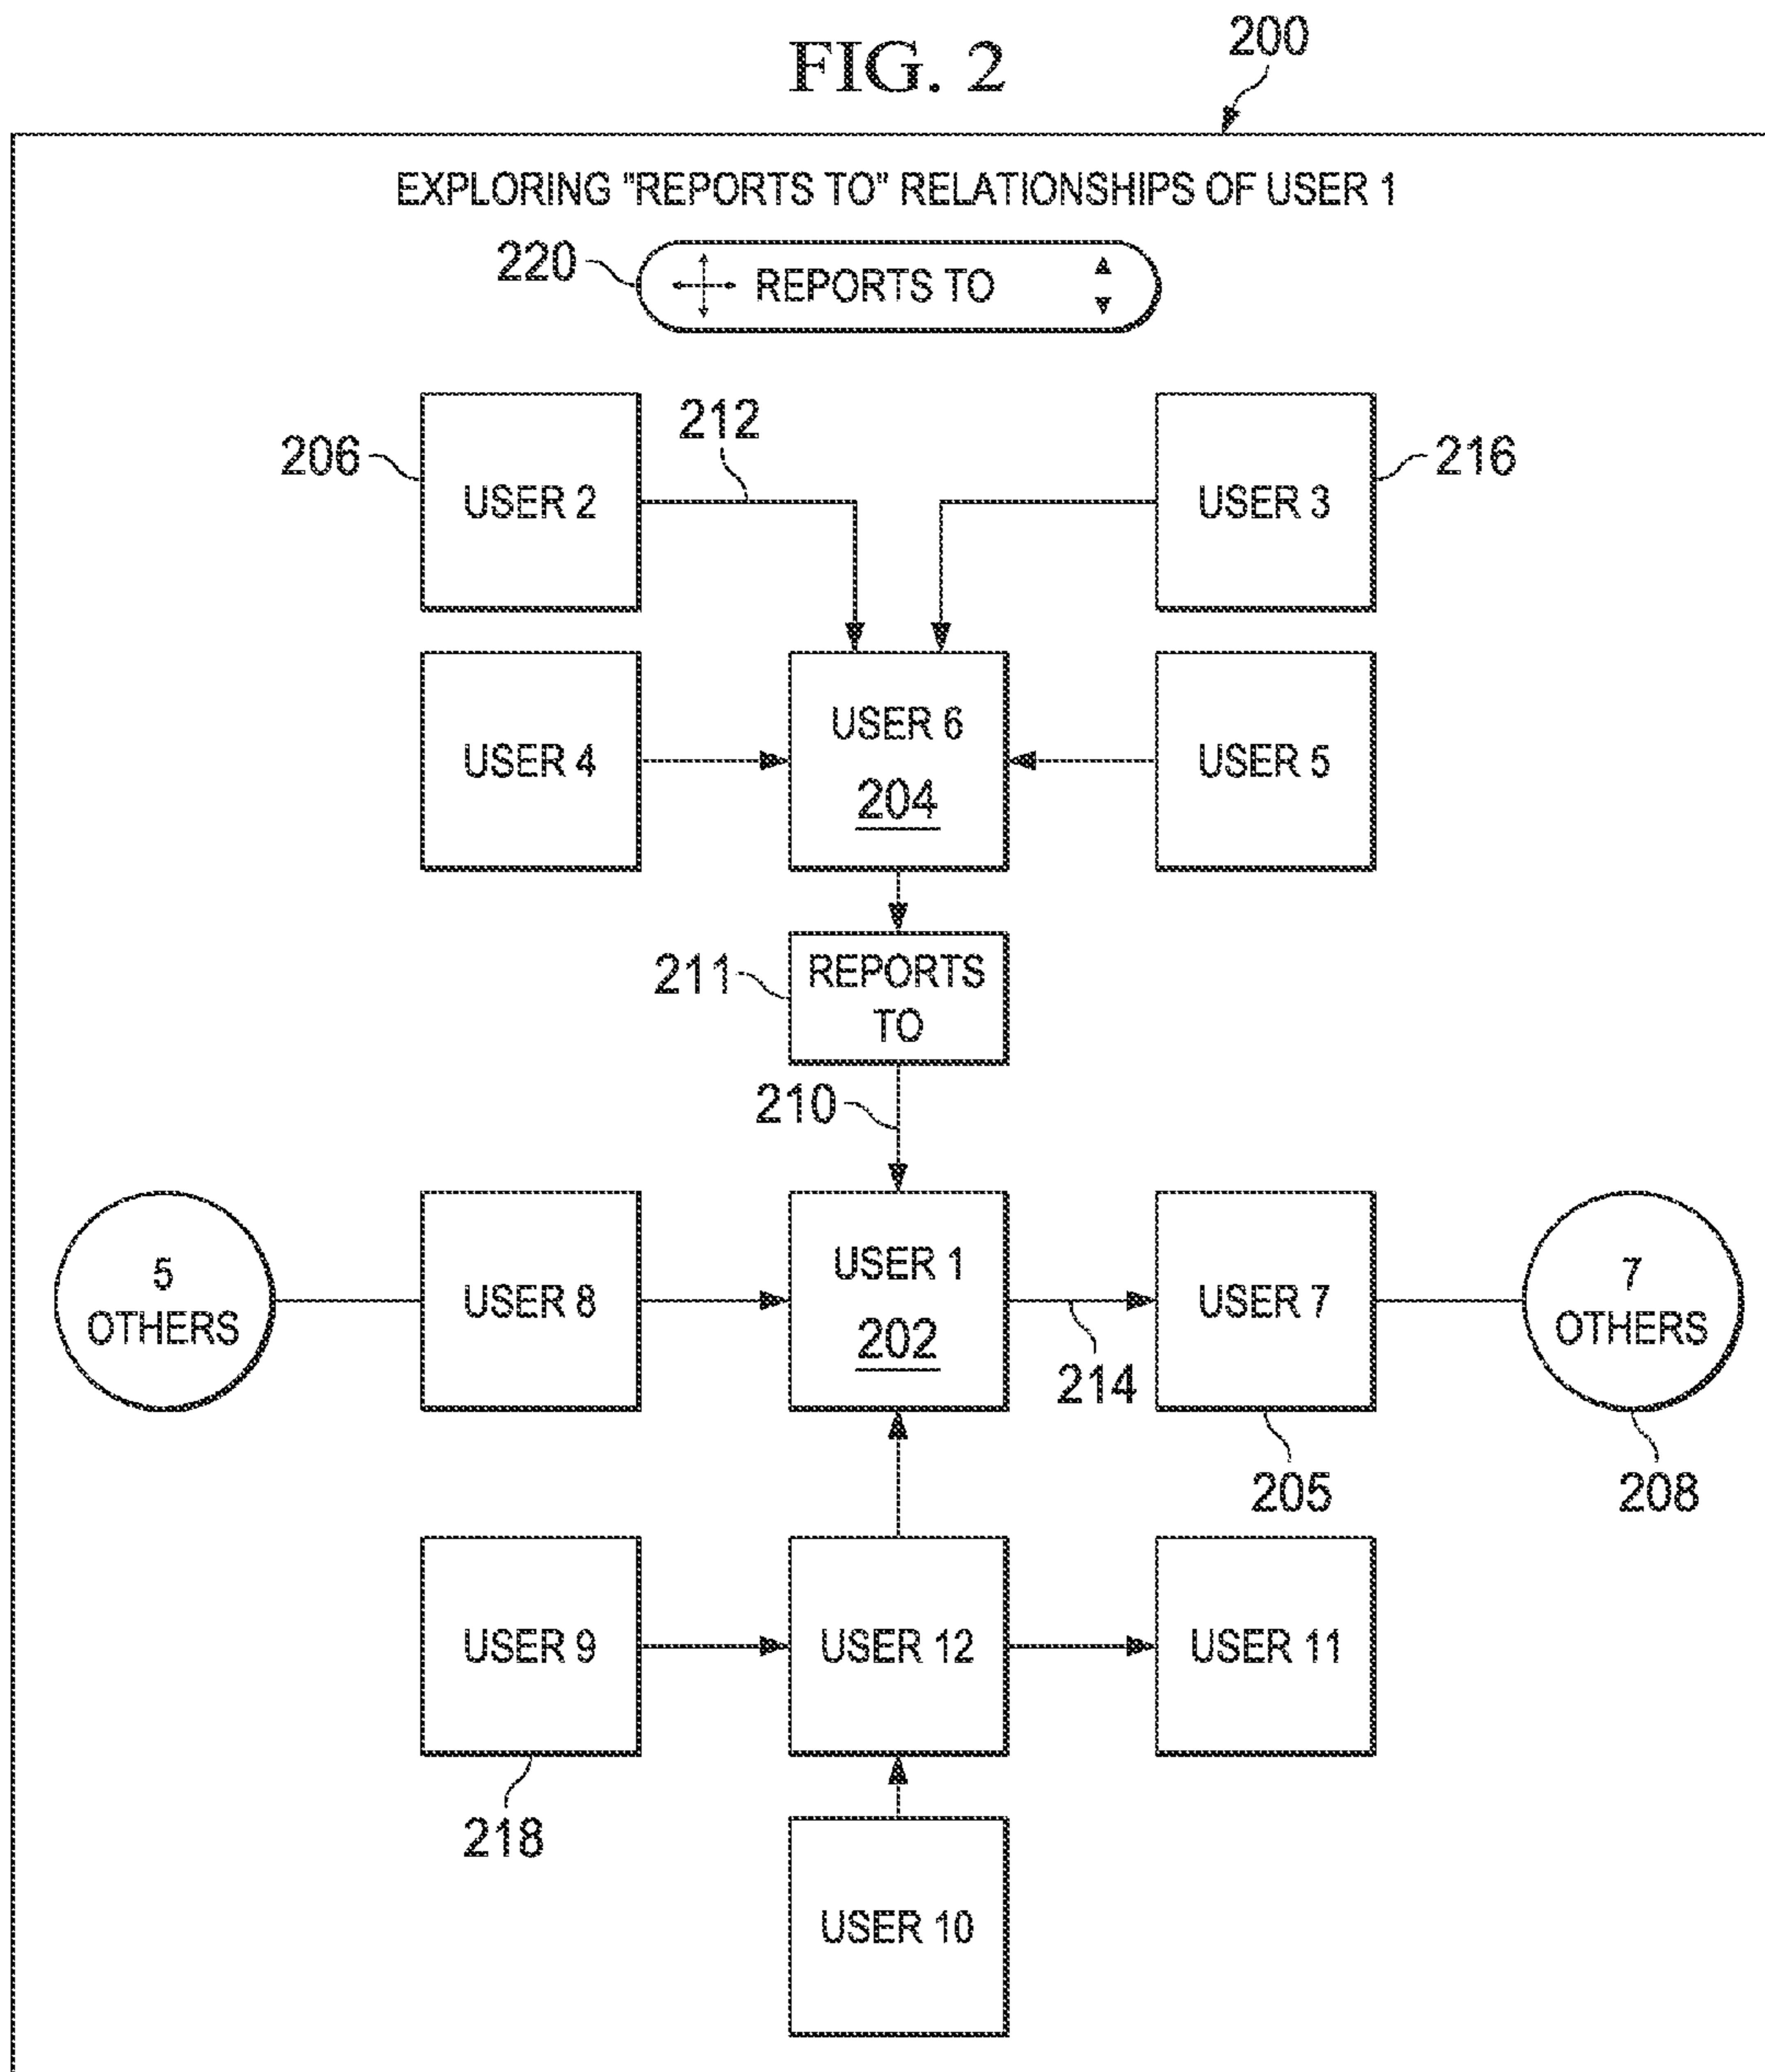 FIG. 2
200
EXPLORING "REPORTS TO" RELATIONSHIPS OF USER 1
220
REPORTS TO
206
USER 2
212
USER 3
216
USER 4
USER 6
204
USER 5
211
REPORTS
TO
210
5
OTHERS
USER 8
USER 1
202
214
USER 7
205
7
OTHERS
208
USER 9
218
USER 12
USER 11
USER 10